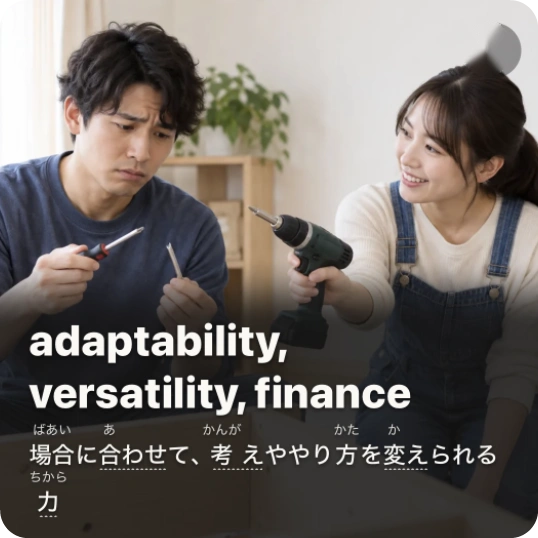 adaptability,
versatility, finance
ばあい あ かんが かた か
場合に合わせて、考えややり方を変えられる
ちから
力